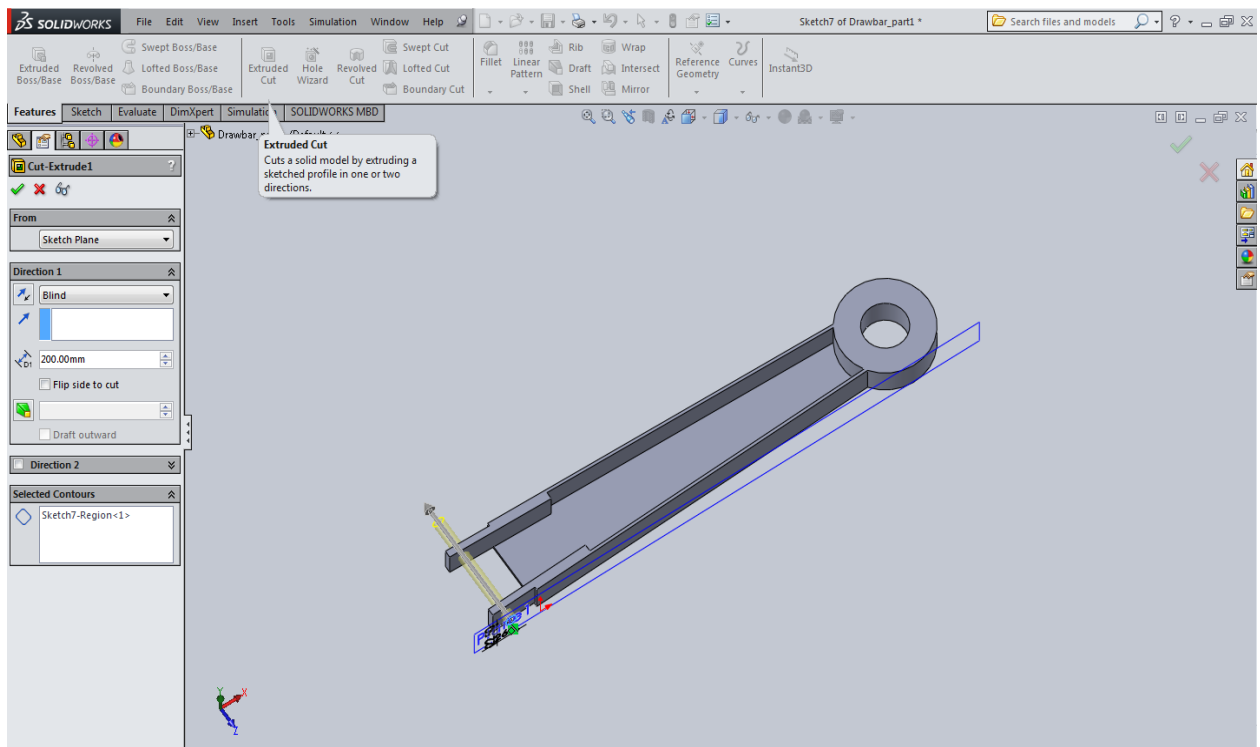 SOLIDWORKS File Edit View Insert Tools Simulation Window Help Sketch7 of Drawbar_part1 * Search files and models ?
Extruded Boss/Base
Revolved Boss/Base
Swept Boss/Base
Lofted Boss/Base
Boundary Boss/Base
Extruded Cut
Hole Wizard
Revolved Cut
Swept Cut
Lofted Cut
Boundary Cut
Fillet
Linear Pattern
Rib
Draft
Shell
Wrap
Intersect
Mirror
Reference Geometry
Curves
Instant3D
Features Sketch Evaluate DimXpert Simulation SOLIDWORKS MBD
Extruded Cut
Cuts a solid model by extruding a
sketched profile in one or two
directions.
Cut-Extrude1 ?
From
Sketch Plane
Direction 1
Blind
D1 200.00mm
Flip side to cut
Draft outward
Direction 2
Selected Contours
Sketch7-Region<1>
Y X
Z